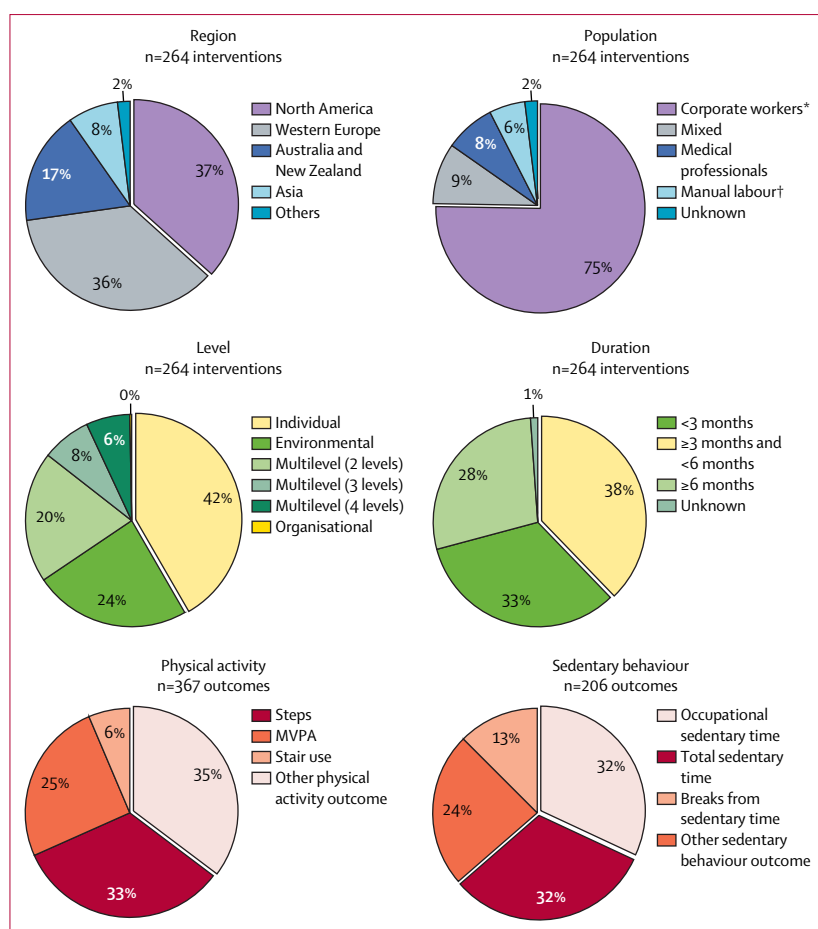 Region
n=264 interventions
2%
8%
17%
37%
36%
North America
Western Europe
Australia and
New Zealand
Asia
Others
Population
n=264 interventions
2%
6%
8%
9%
75%
Corporate workers*
Mixed
Medical
professionals
Manual labour†
Unknown
Level
n=264 interventions
0%
6%
8%
20%
42%
24%
Individual
Environmental
Multilevel (2 levels)
Multilevel (3 levels)
Multilevel (4 levels)
Organisational
Duration
n=264 interventions
1%
28%
38%
33%
<3 months
≥3 months and
<6 months
≥6 months
Unknown
Physical activity
n=367 outcomes
6%
25%
35%
33%
Steps
MVPA
Stair use
Other physical
activity outcome
Sedentary behaviour
n=206 outcomes
13%
32%
24%
32%
Occupational
sedentary time
Total sedentary
time
Breaks from
sedentary time
Other sedentary
behaviour outcome